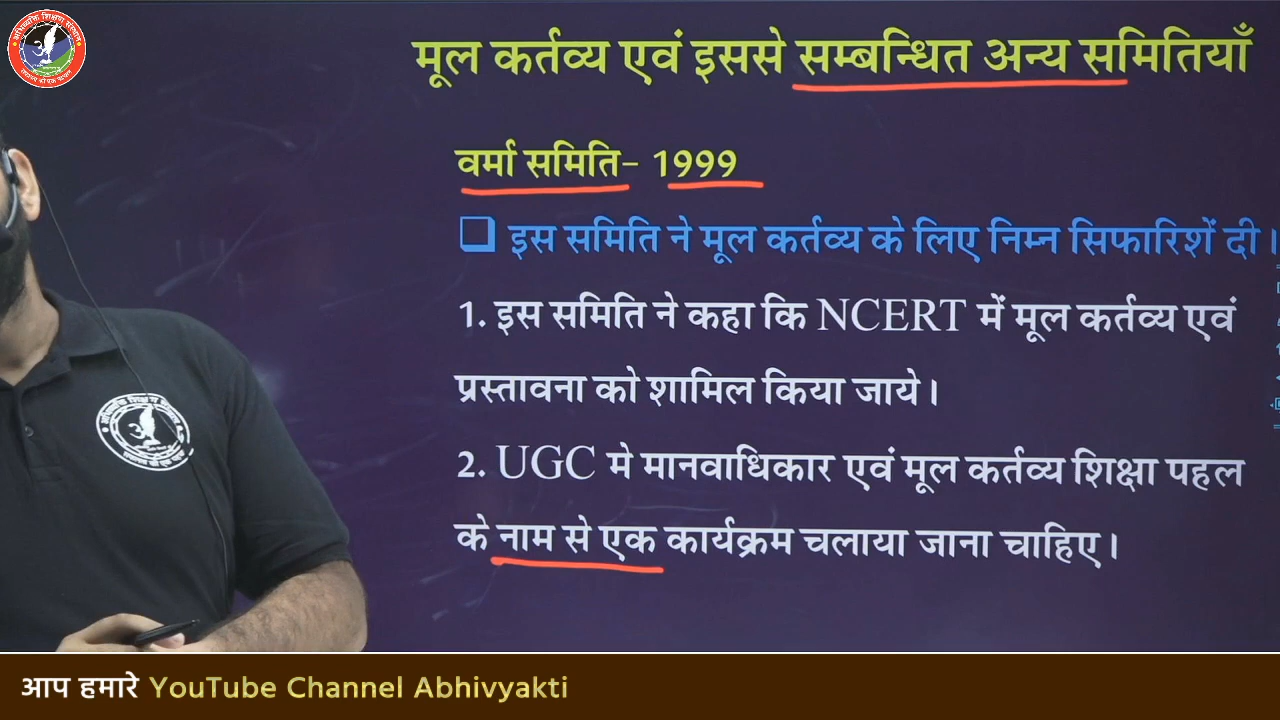 मूल कर्तव्य एवं इससे सम्बन्धित अन्य समितियाँ
वर्मा समिति- 1999
❑ इस समिति ने मूल कर्तव्य के लिए निम्न सिफारिशें दी।
1. इस समिति ने कहा कि NCERT में मूल कर्तव्य एवं
प्रस्तावना को शामिल किया जाये।
2. UGC मे मानवाधिकार एवं मूल कर्तव्य शिक्षा पहल
के नाम से एक कार्यक्रम चलाया जाना चाहिए।
आप हमारे YouTube Channel Abhivyakti